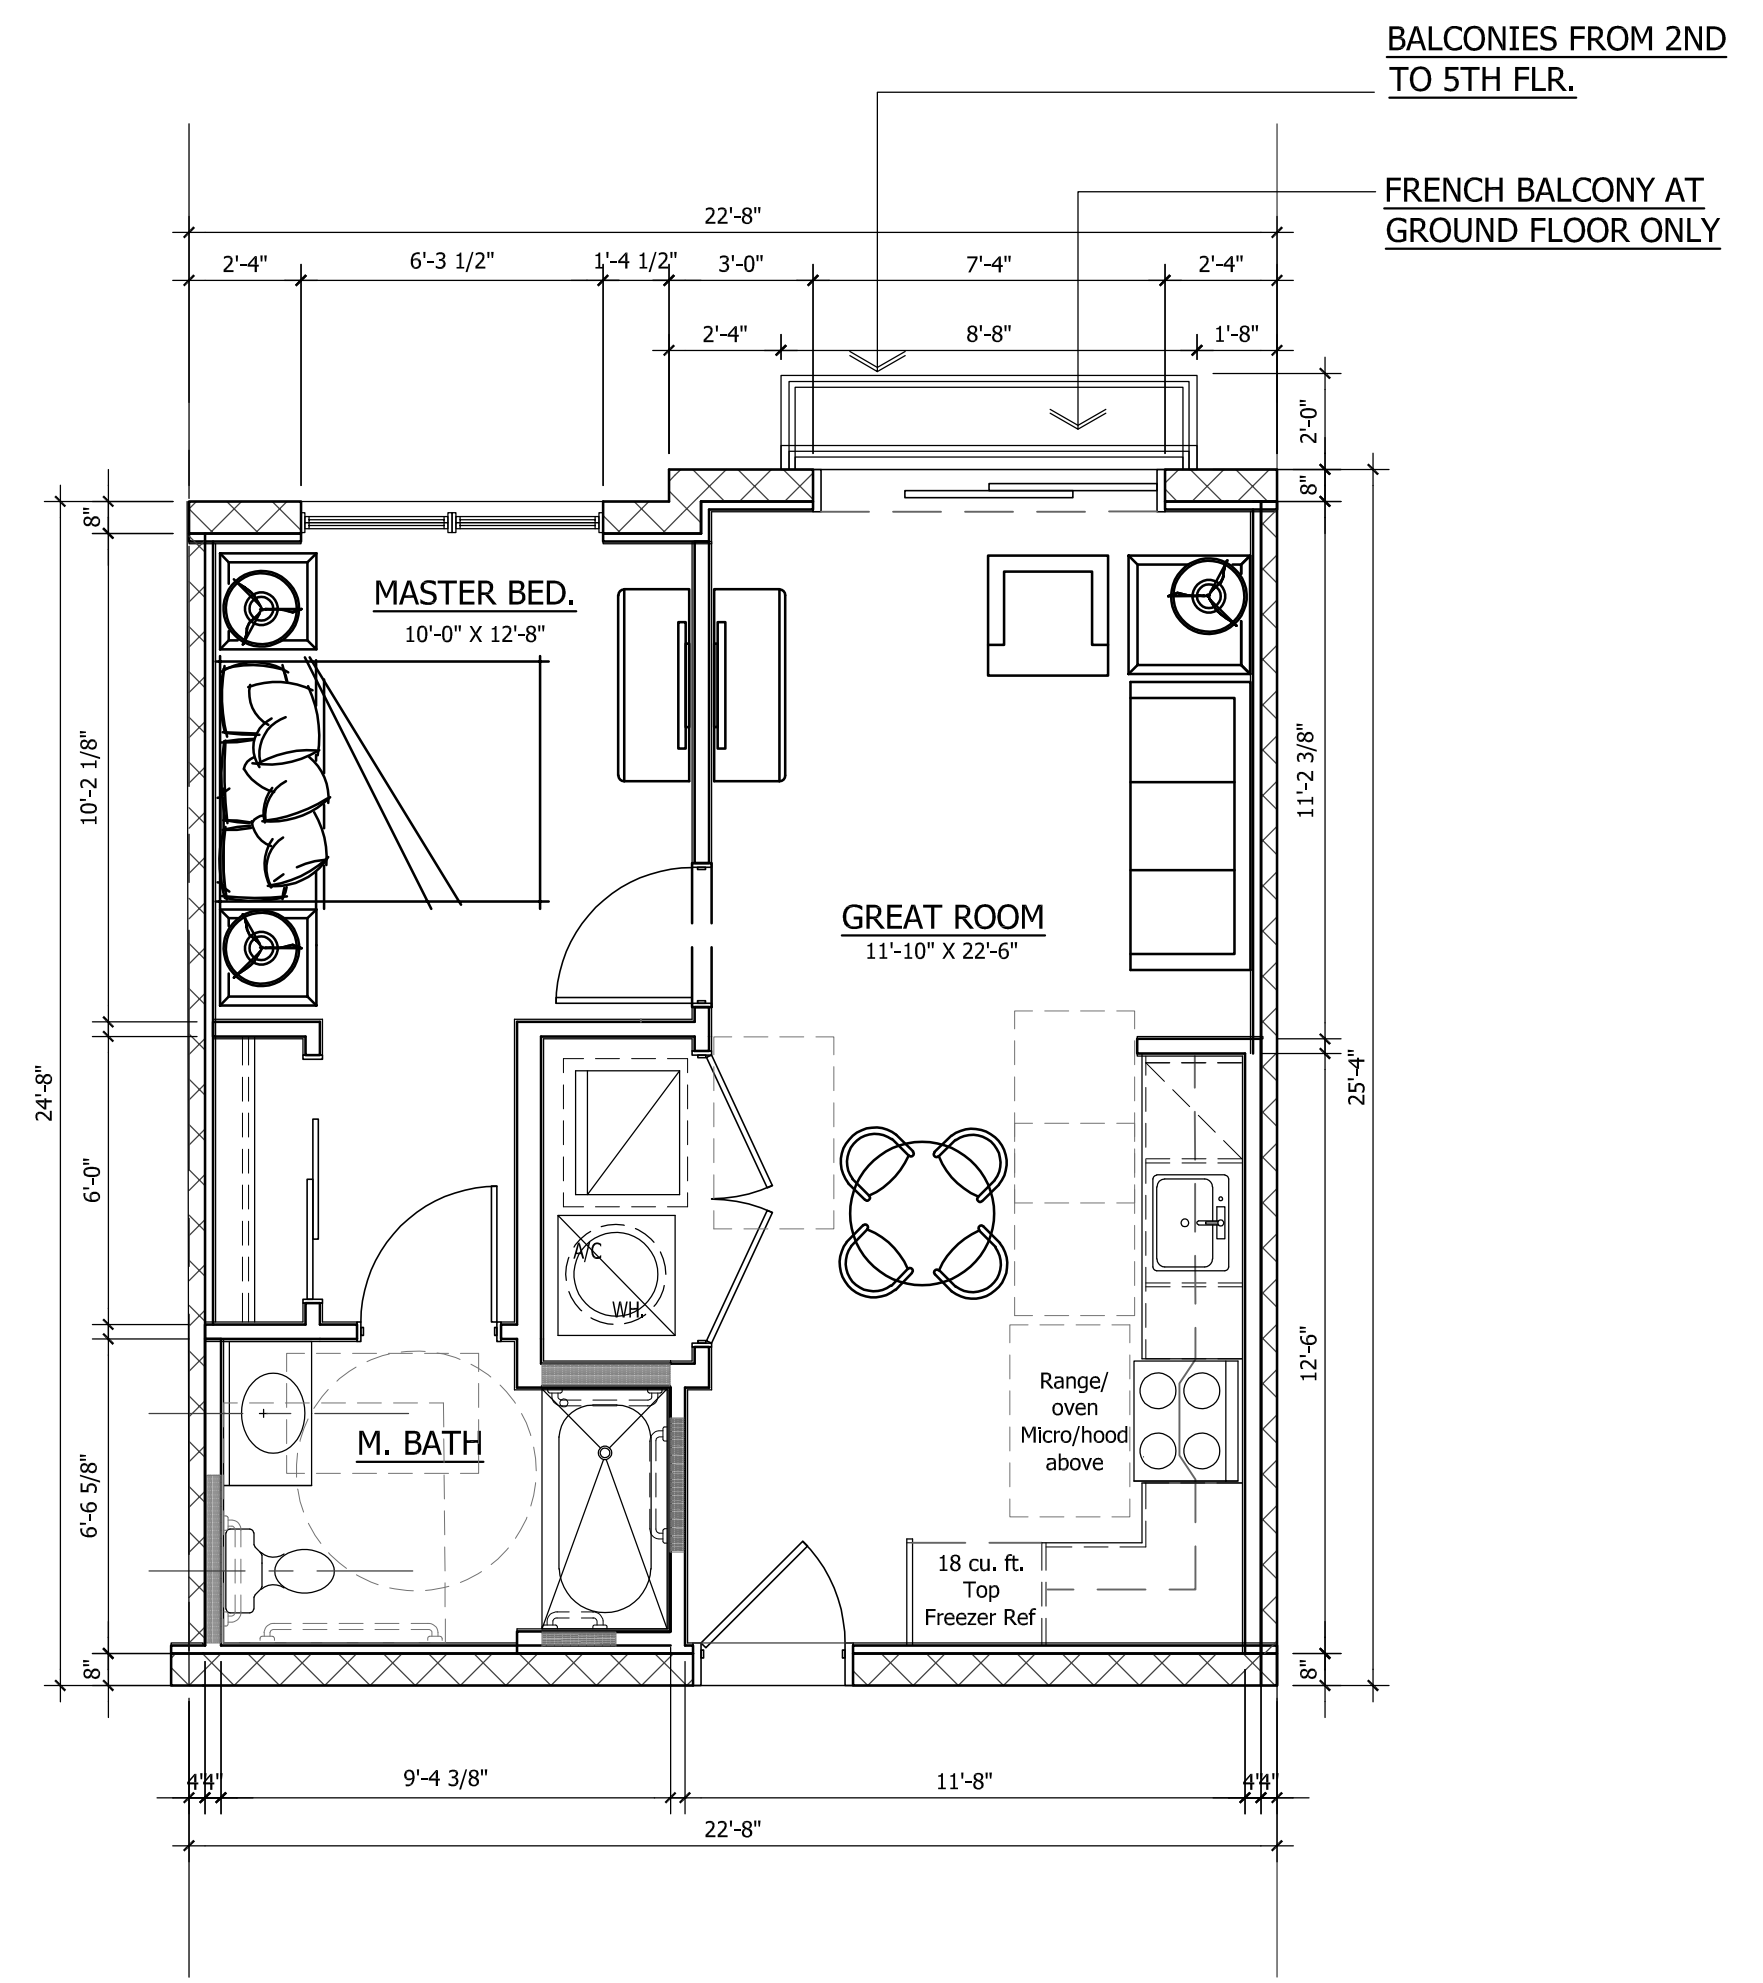 BALCONIES FROM 2ND
TO 5TH FLR.
FRENCH BALCONY AT
GROUND FLOOR ONLY
22'-8"
2'-4"
6'-3 1/2"
1'-4 1/2"
3'-0"
7'-4"
2'-4"
2'-4"
8'-8"
1'-8"
2'-0"
8"
8"
MASTER BED.
10'-0" X 12'-8"
10'-2 1/8"
11'-2 3/8"
GREAT ROOM
11'-10" X 22'-6"
24'-8"
25'-4"
6'-0"
A/C
WH.
12'-6"
Range/
oven
Micro/hood
above
M. BATH
6'-6 5/8"
18 cu. ft.
Top
Freezer Ref
8"
8"
4"
4"
9'-4 3/8"
11'-8"
4"
4"
22'-8"